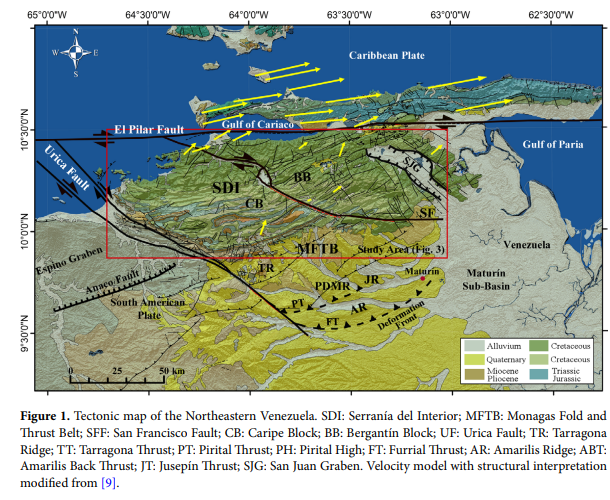 65°00'0"W 64°30'0"W 64°00'0"W 63°30'0"W 63°00'0"W 62°30'0"W
N
W E
S
Caribbean Plate
10°30'0"N
El Pilar Fault
Gulf of Cariaco
Gulf of Paria
Urica Fault
SJG
SDI
BB
CB
SF
10°00'0"N
MFTB
Study Area (Fig. 3)
Venezuela
Espino Graben
TR
Maturín
Maturín
Sub-Basin
Anaco Fault
PDMR
JR
South American
Plate
PT
AR
FT
Deformation
Front
9°30'0"N
0 25 50 km
Alluvium Cretaceous
Quaternary Cretaceous
Miocene
Pliocene
Triassic
Jurassic
Figure 1. Tectonic map of the Northeastern Venezuela. SDI: Serranía del Interior; MFTB: Monagas Fold and
Thrust Belt; SFF: San Francisco Fault; CB: Caripe Block; BB: Bergantín Block; UF: Urica Fault; TR: Tarragona
Ridge; TT: Tarragona Thrust; PT: Pirital Thrust; PH: Pirital High; FT: Furrial Thrust; AR: Amarilis Ridge; ABT:
Amarilis Back Thrust; JT: Jusepín Thrust; SJG: San Juan Graben. Velocity model with structural interpretation
modified from [9].